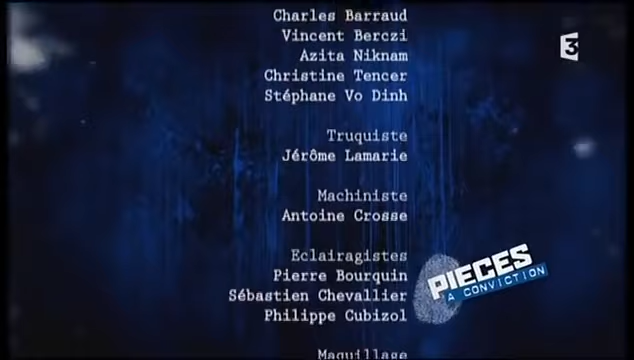 Charles Barraud
Vincent Berczi
Azita Niknam
Christine Tencer
Stéphane Vo Dinh
Truquiste
Jérôme Lamarie
Machiniste
Antoine Crosse
Eclairagistes
Pierre Bourquin
Sébastien Chevallier
Philippe Cubizol
Maquillage
3
PIECES
A CONVICTION